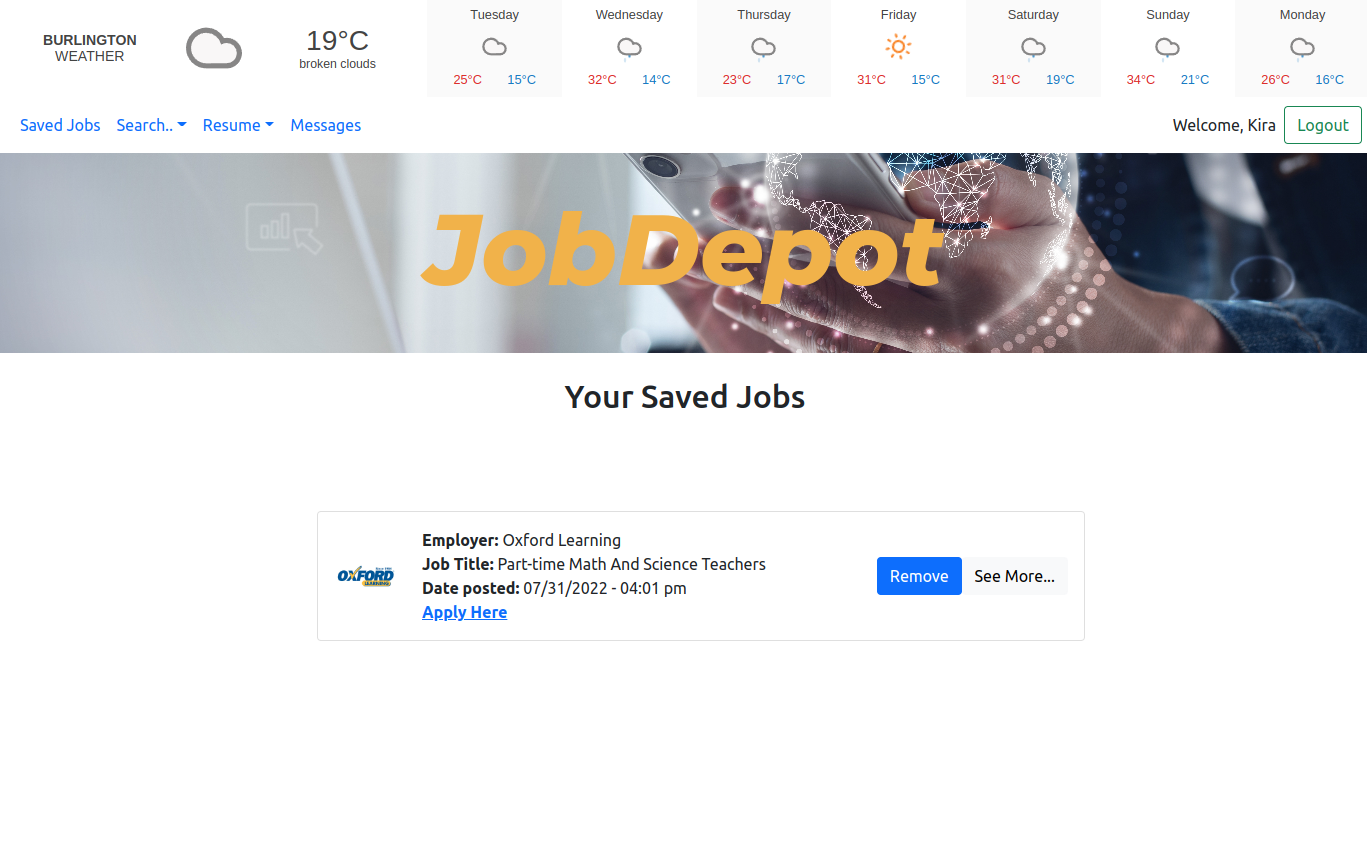 BURLINGTON
WEATHER
19°C
broken clouds
Tuesday
25°C 15°C
Wednesday
32°C 14°C
Thursday
23°C 17°C
Friday
31°C 15°C
Saturday
31°C 19°C
Sunday
34°C 21°C
Monday
26°C 16°C
Saved Jobs Search.. Resume Messages
Welcome, Kira Logout
JobDepot
Your Saved Jobs
OXFORD
LEARNING
Employer: Oxford Learning
Job Title: Part-time Math And Science Teachers
Date posted: 07/31/2022 - 04:01 pm
Apply Here
Remove See More...